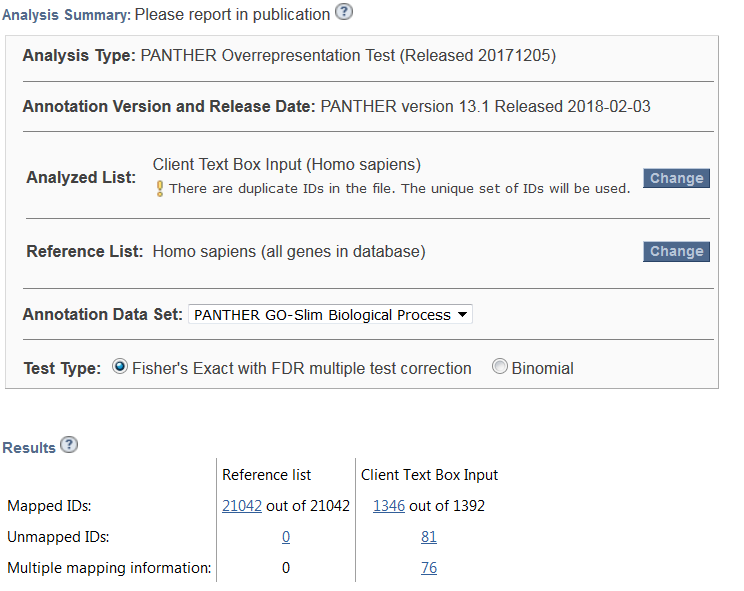 Analysis Summary: Please report in publication ?
Analysis Type: PANTHER Overrepresentation Test (Released 20171205)
Annotation Version and Release Date: PANTHER version 13.1 Released 2018-02-03
Analyzed List: Client Text Box Input (Homo sapiens)
There are duplicate IDs in the file. The unique set of IDs will be used. Change
Reference List: Homo sapiens (all genes in database) Change
Annotation Data Set: PANTHER GO-Slim Biological Process
Test Type: Fisher's Exact with FDR multiple test correction Binomial
Results ?
Reference list Client Text Box Input
Mapped IDs: 21042 out of 21042 1346 out of 1392
Unmapped IDs: 0 81
Multiple mapping information: 0 76